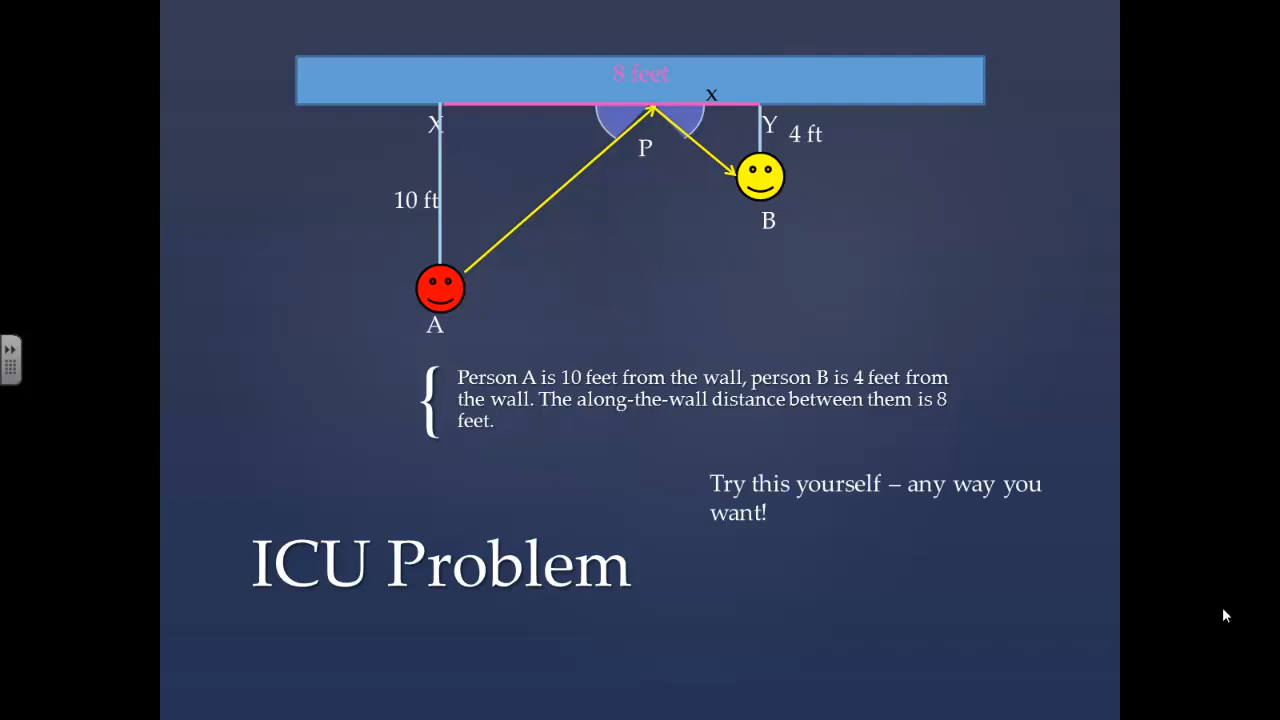 8 feet
x
X
Y
4 ft
P
10 ft
B
A
{
Person A is 10 feet from the wall, person B is 4 feet from
the wall. The along-the-wall distance between them is 8
feet.
Try this yourself – any way you
want!
ICU Problem